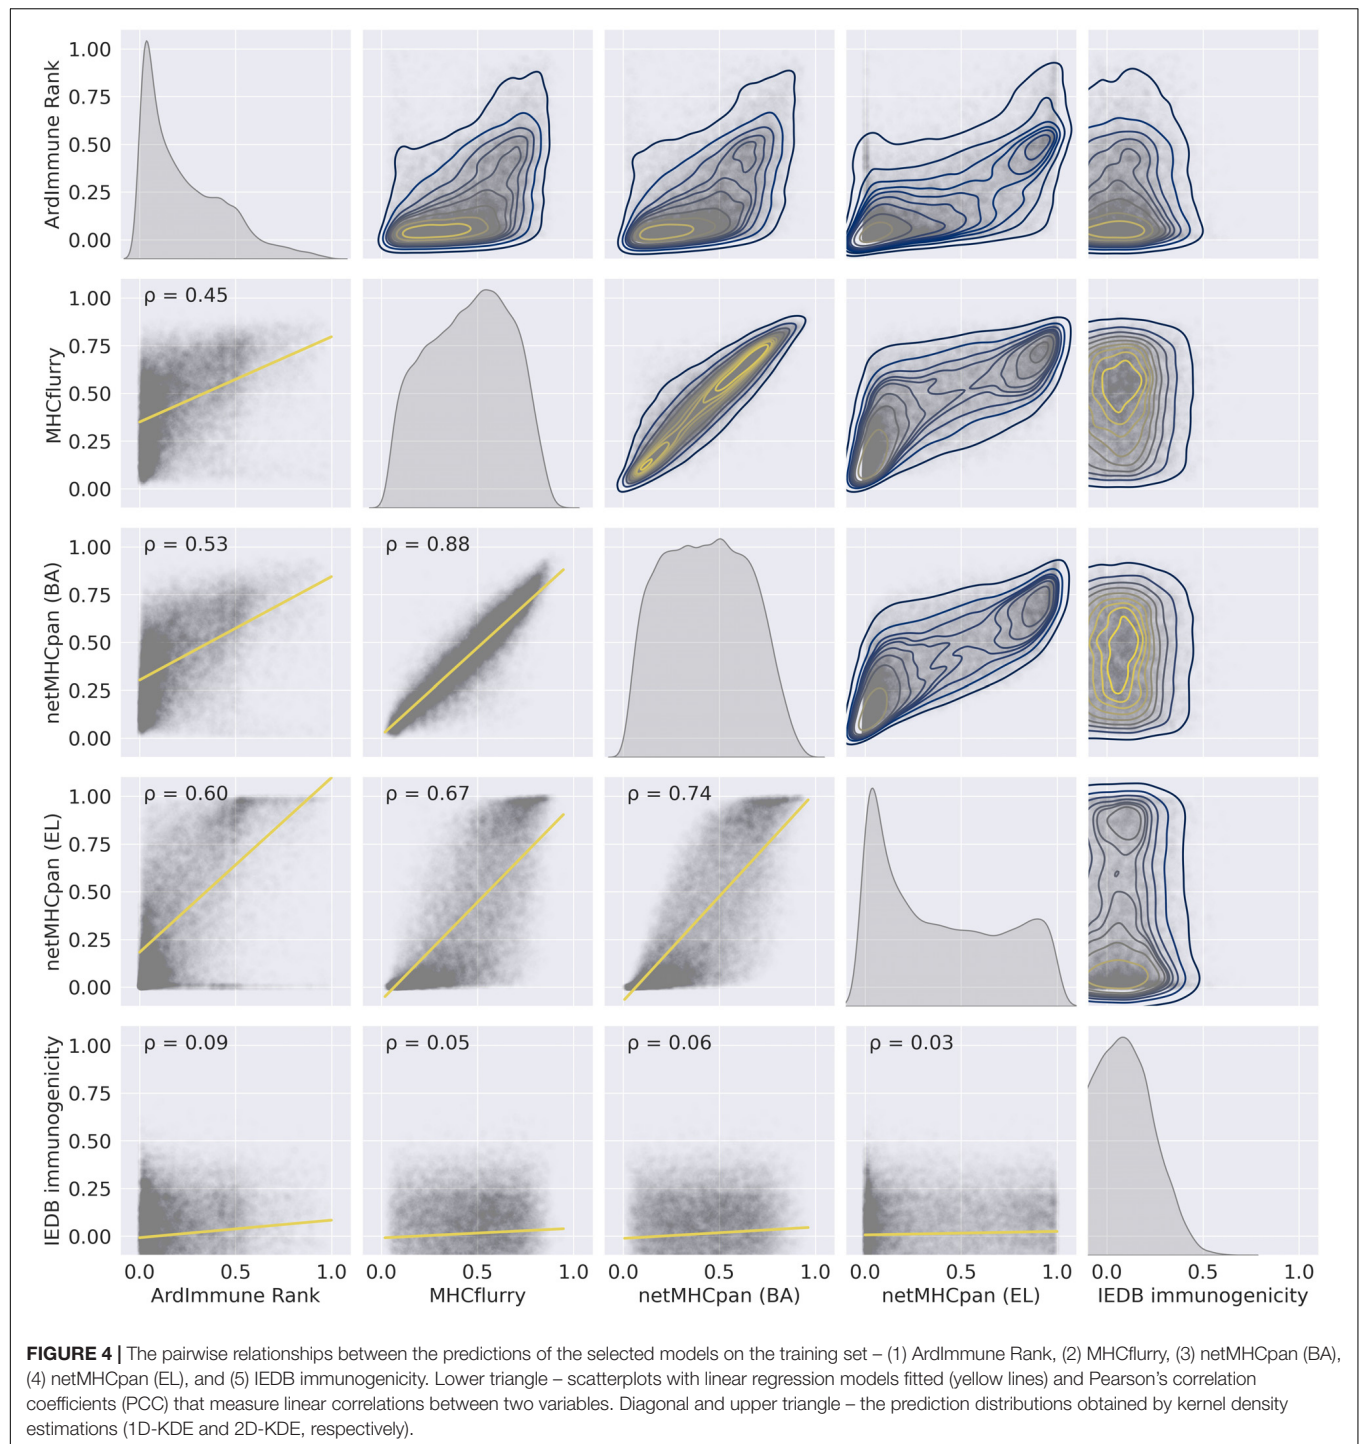 1.00
0.75
0.50
0.25
0.00
ArdImmune Rank
ρ = 0.45
1.00
0.75
0.50
0.25
0.00
MHCflurry
ρ = 0.53
ρ = 0.88
1.00
0.75
0.50
0.25
0.00
netMHCpan (BA)
ρ = 0.60
ρ = 0.67
ρ = 0.74
1.00
0.75
0.50
0.25
0.00
netMHCpan (EL)
ρ = 0.09
ρ = 0.05
ρ = 0.06
ρ = 0.03
1.00
0.75
0.50
0.25
0.00
IEDB immunogenicity
0.0 0.5 1.0
0.0 0.5 1.0
0.0 0.5 1.0
0.0 0.5 1.0
0.0 0.5 1.0
ArdImmune Rank
MHCflurry
netMHCpan (BA)
netMHCpan (EL)
IEDB immunogenicity
FIGURE 4 | The pairwise relationships between the predictions of the selected models on the training set – (1) ArdImmune Rank, (2) MHCflurry, (3) netMHCpan (BA),
(4) netMHCpan (EL), and (5) IEDB immunogenicity. Lower triangle – scatterplots with linear regression models fitted (yellow lines) and Pearson's correlation
coefficients (PCC) that measure linear correlations between two variables. Diagonal and upper triangle – the prediction distributions obtained by kernel density
estimations (1D-KDE and 2D-KDE, respectively).